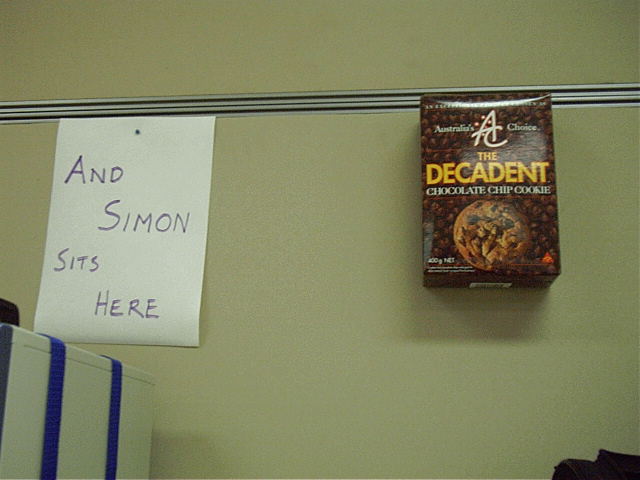 AND
SIMON
SITS
HERE
Australia's AC Choice
THE
DECADENT
CHOCOLATE CHIP COOKIE
400g NET